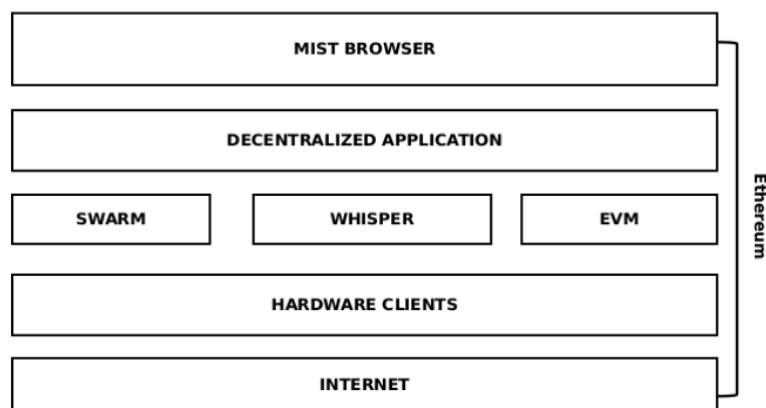 MIST BROWSER
DECENTRALIZED APPLICATION
SWARM
WHISPER
EVM
HARDWARE CLIENTS
INTERNET
Ethereum